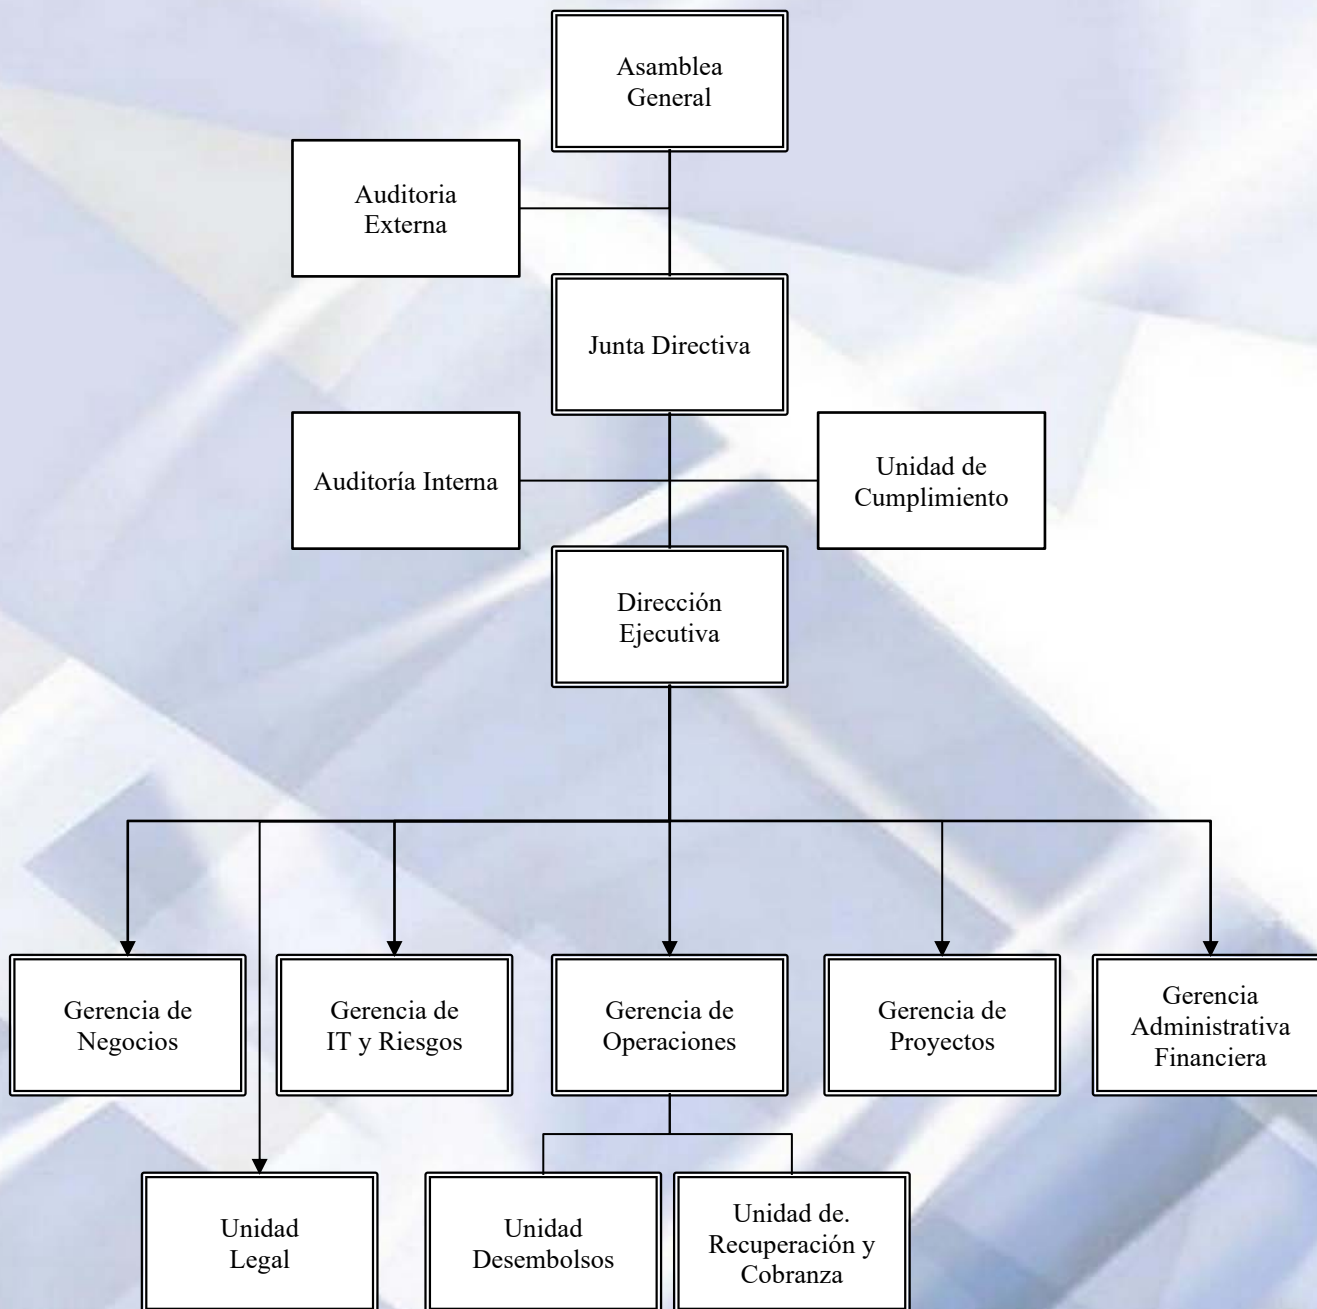 Asamblea
General
Auditoria
Externa
Junta Directiva
Auditoría Interna
Unidad de
Cumplimiento
Dirección
Ejecutiva
Gerencia de
Negocios
Gerencia de
IT y Riesgos
Gerencia de
Operaciones
Gerencia de
Proyectos
Gerencia
Administrativa
Financiera
Unidad
Legal
Unidad
Desembolsos
Unidad de.
Recuperación y
Cobranza